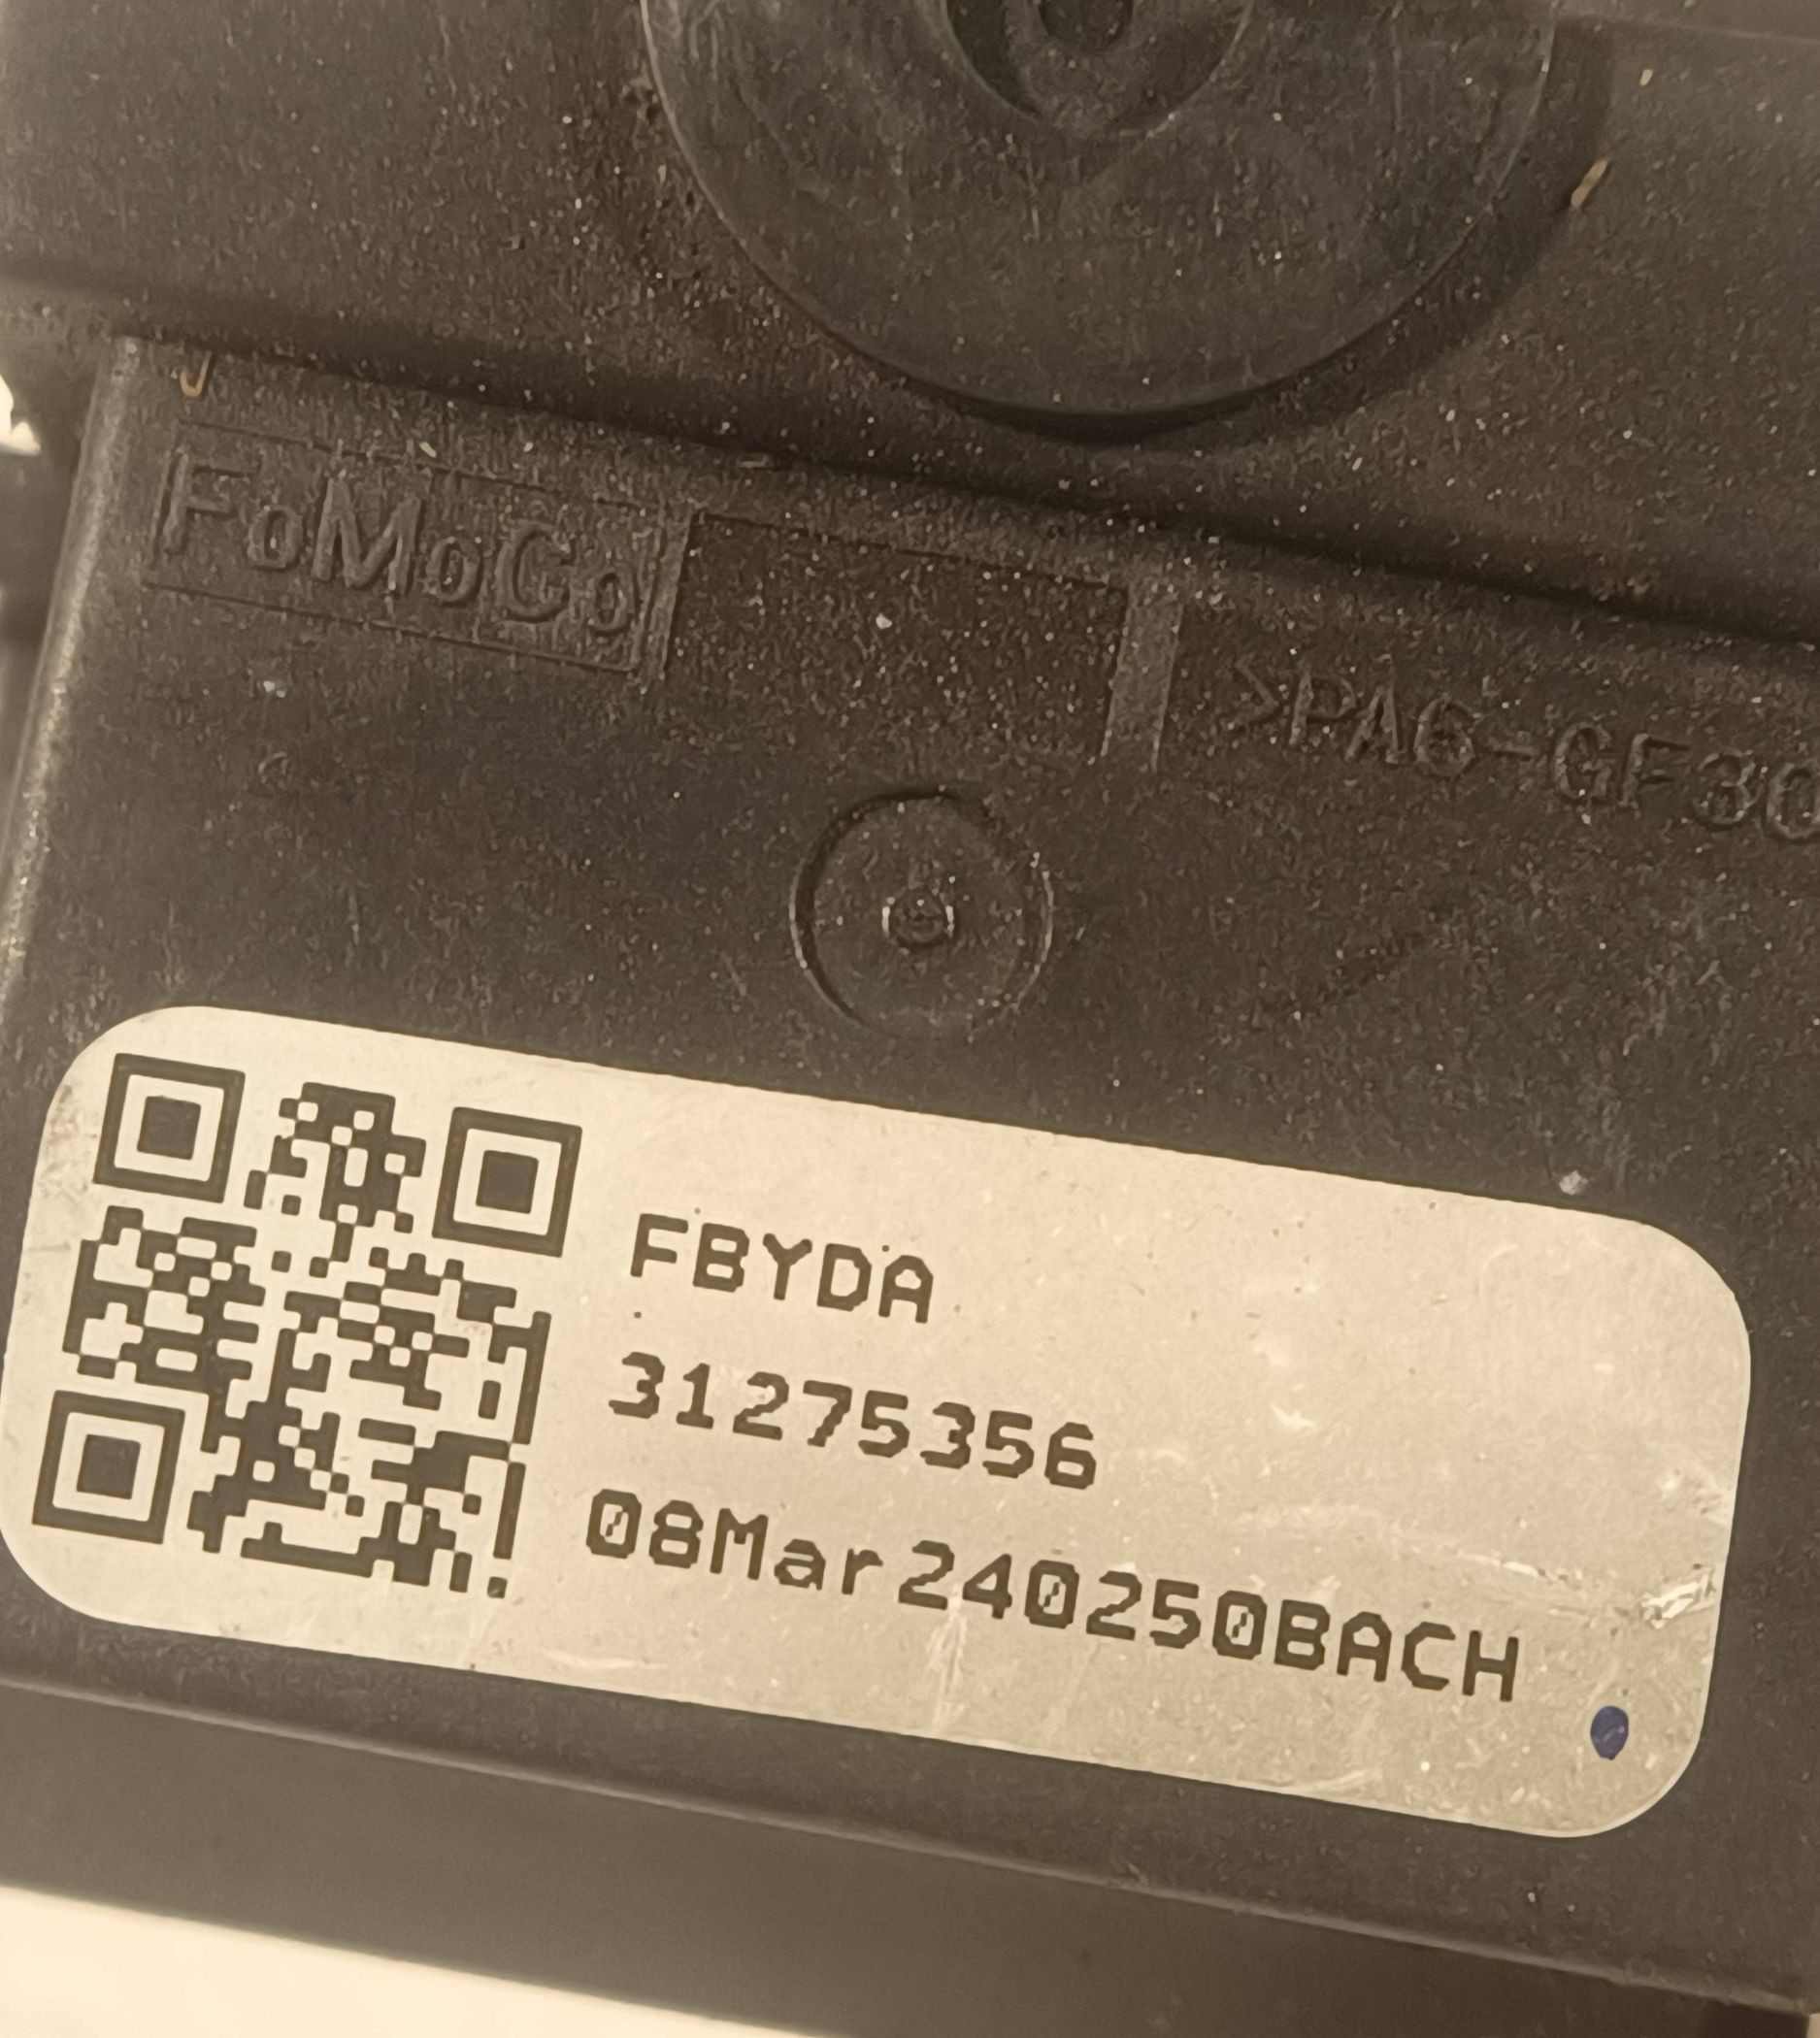 FoMoCo
>PA6-GF30
FBYDA
31275356
08Mar240250BACH